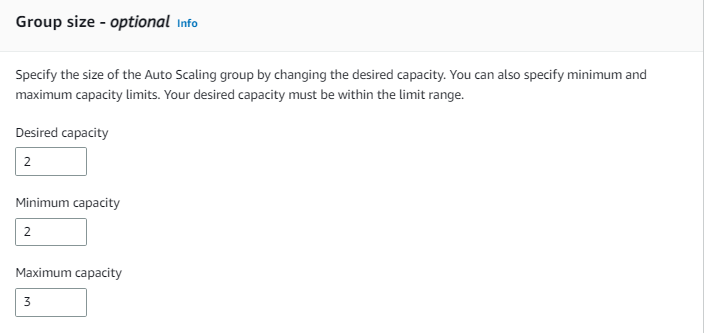 Group size - optional Info
Specify the size of the Auto Scaling group by changing the desired capacity. You can also specify minimum and
maximum capacity limits. Your desired capacity must be within the limit range.
Desired capacity
2
Minimum capacity
2
Maximum capacity
3